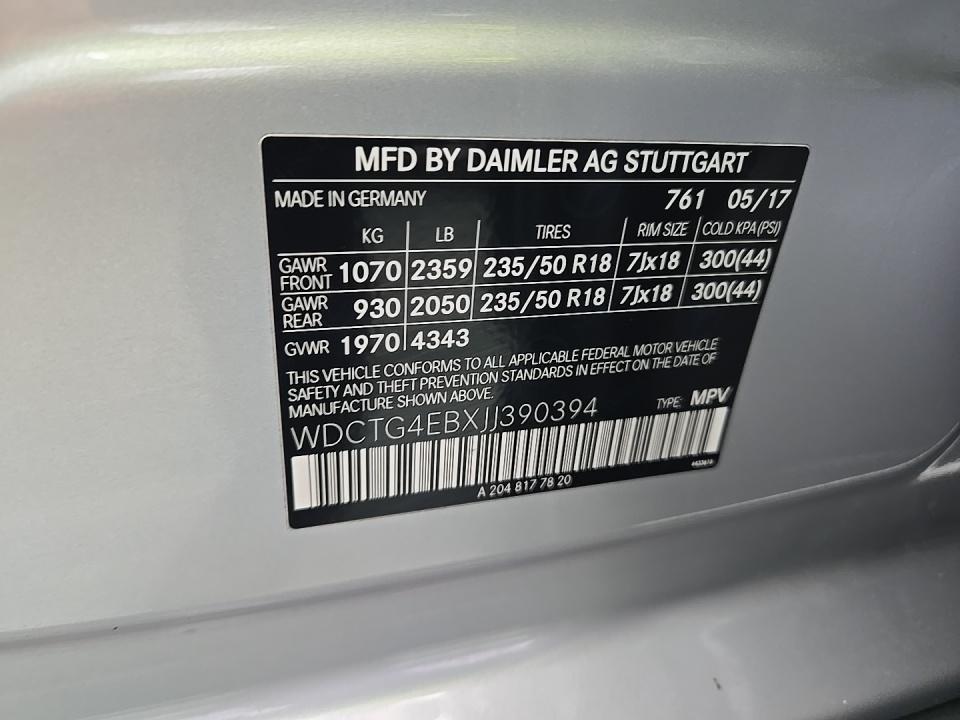 MFD BY DAIMLER AG STUTTGART
MADE IN GERMANY 761 05/17
KG LB TIRES RIM SIZE COLD KPA (PSI)
GAWR FRONT 1070 2359 235/50 R18 7Jx18 300(44)
GAWR REAR 930 2050 235/50 R18 7Jx18 300(44)
GVWR 1970 4343
THIS VEHICLE CONFORMS TO ALL APPLICABLE FEDERAL MOTOR VEHICLE
SAFETY AND THEFT PREVENTION STANDARDS IN EFFECT ON THE DATE OF
MANUFACTURE SHOWN ABOVE. TYPE: MPV
WDCTG4EBXJJ390394
A 204 817 78 20